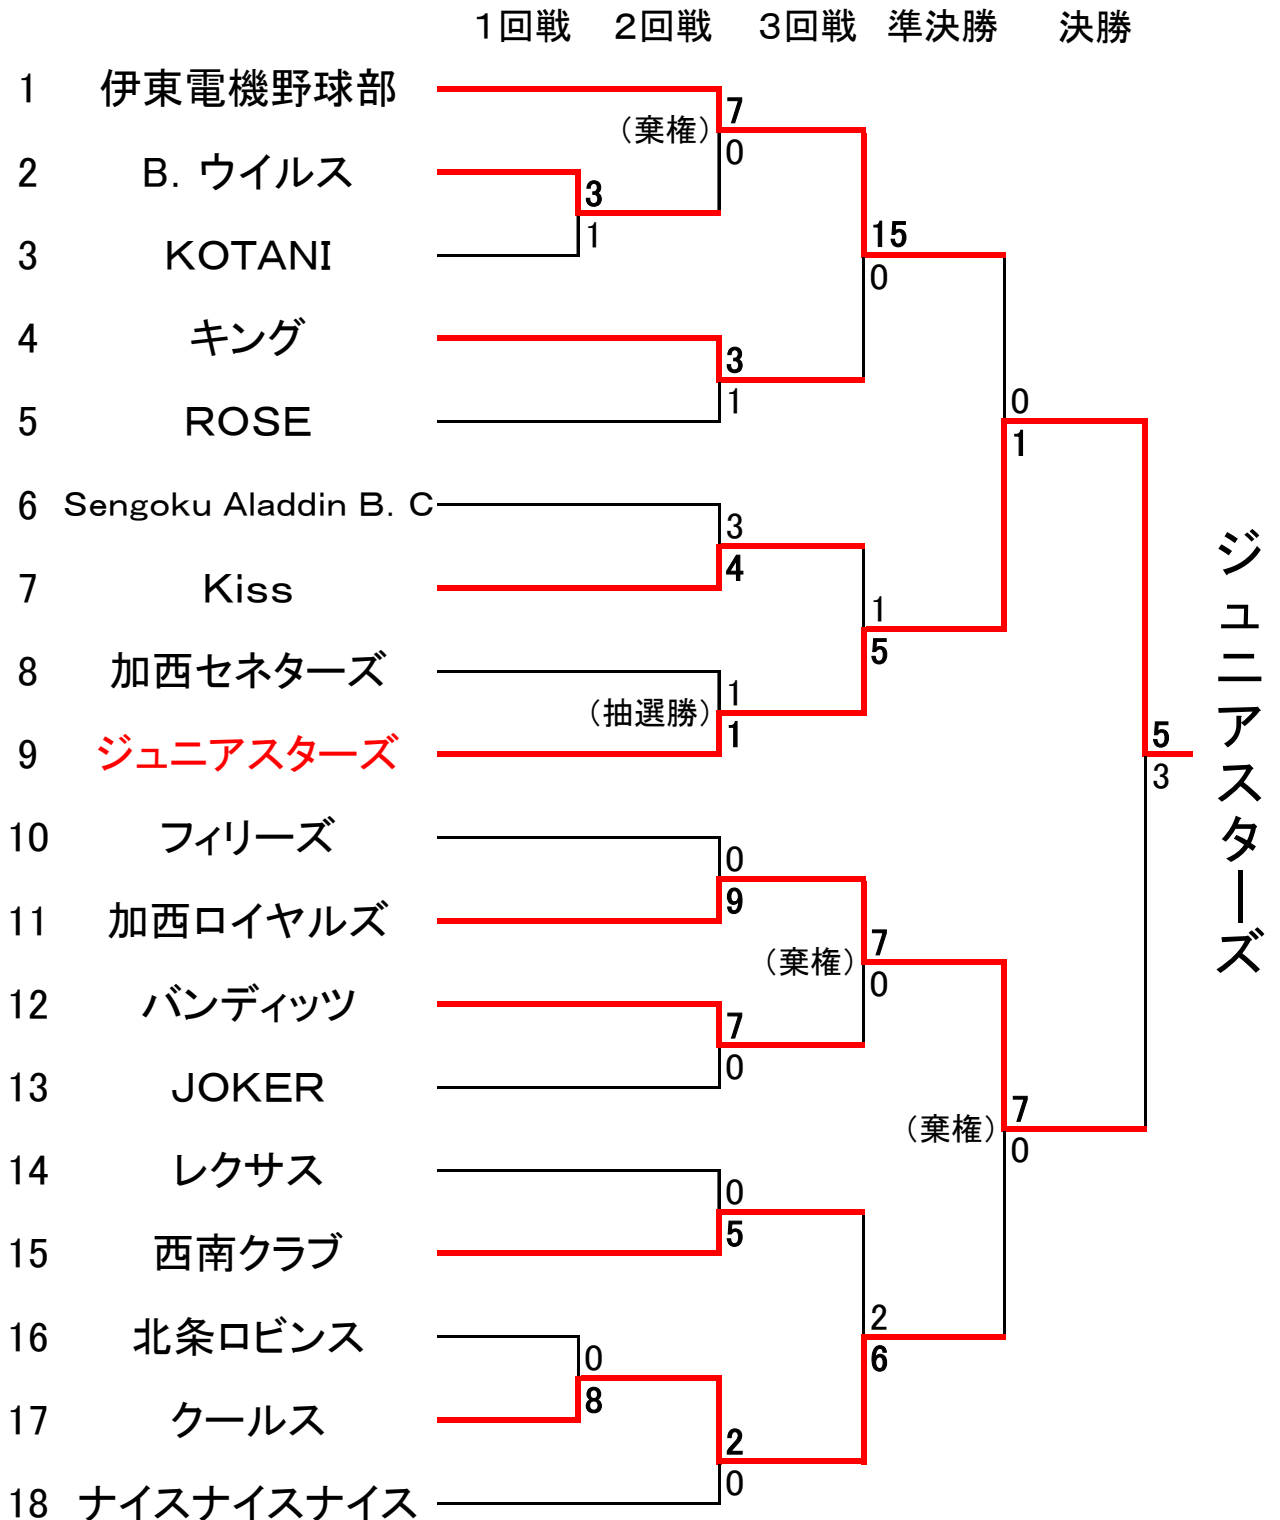 1回戦 2回戦 3回戦 準決勝 決勝
1 伊東電機野球部
7
(棄権)
0
2 B. ウイルス
3
1
3 KOTANI
15
0
4 キング
3
1
5 ROSE
0
1
6 Sengoku Aladdin B. C
3
4
7 Kiss
1
5
8 加西セネターズ
1
(抽選勝)
1
9 ジュニアスターズ
5
3
ジュニアスターズ
10 フィリーズ
0
9
11 加西ロイヤルズ
7
(棄権)
0
12 バンディッツ
7
0
13 JOKER
7
(棄権)
0
14 レクサス
0
5
15 西南クラブ
2
6
16 北条ロビンス
0
8
17 クールス
2
0
18 ナイスナイスナイス